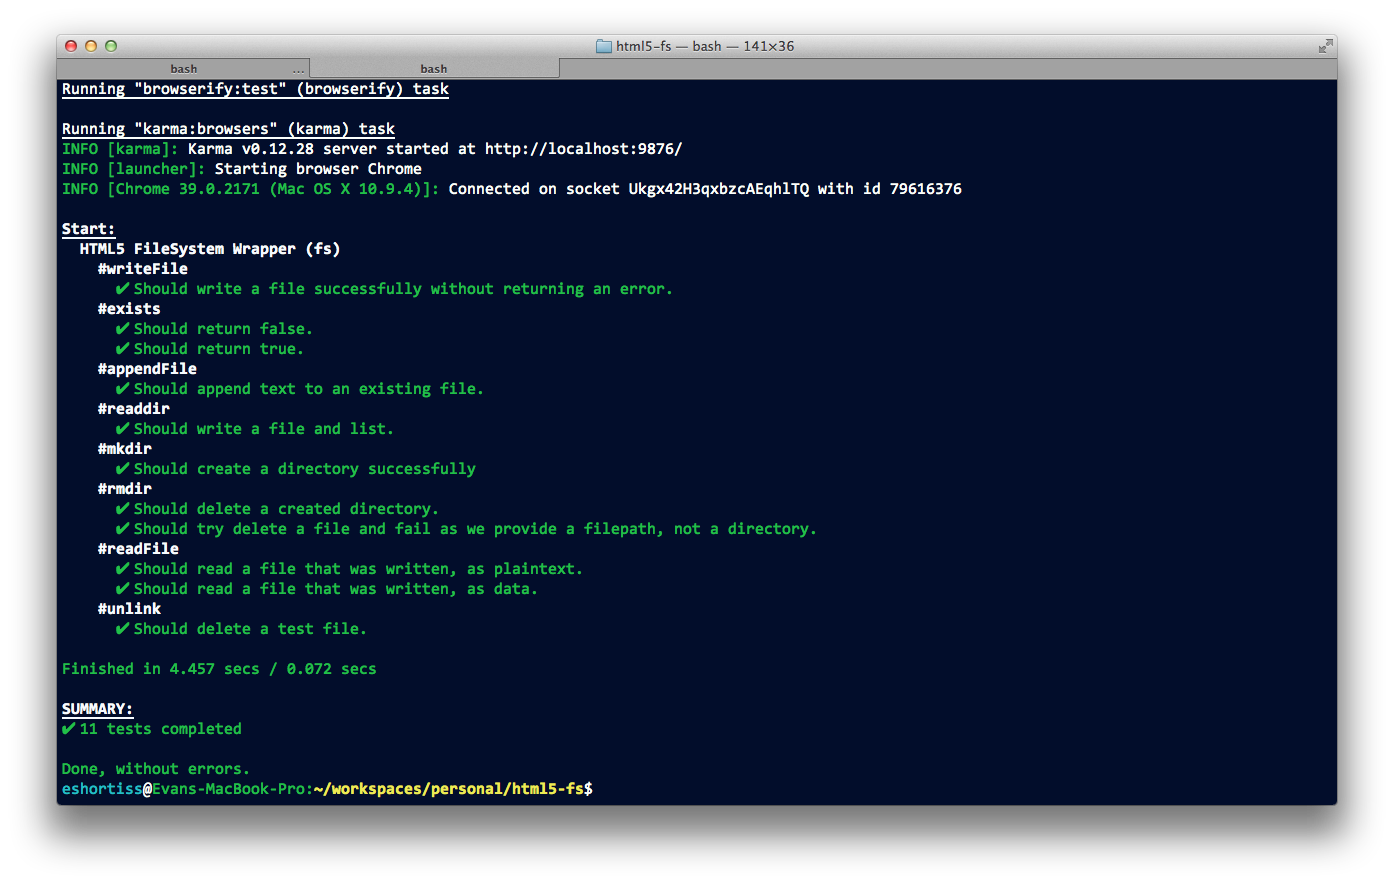 html5-fs — bash — 141×36
bash ... bash
Running "browserify:test" (browserify) task
Running "karma:browsers" (karma) task
INFO [karma]: Karma v0.12.28 server started at http://localhost:9876/
INFO [launcher]: Starting browser Chrome
INFO [Chrome 39.0.2171 (Mac OS X 10.9.4)]: Connected on socket Ukgx42H3qxbzcAEqhlTQ with id 79616376
Start:
HTML5 FileSystem Wrapper (fs)
#writeFile
✔ Should write a file successfully without returning an error.
#exists
✔ Should return false.
✔ Should return true.
#appendFile
✔ Should append text to an existing file.
#readdir
✔ Should write a file and list.
#mkdir
✔ Should create a directory successfully
#rmdir
✔ Should delete a created directory.
✔ Should try delete a file and fail as we provide a filepath, not a directory.
#readFile
✔ Should read a file that was written, as plaintext.
✔ Should read a file that was written, as data.
#unlink
✔ Should delete a test file.
Finished in 4.457 secs / 0.072 secs
SUMMARY:
✔ 11 tests completed
Done, without errors.
eshortiss@Evans-MacBook-Pro:~/workspaces/personal/html5-fs$